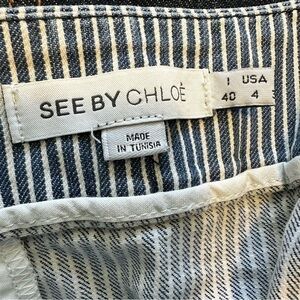 SEE BY CHLOÉ
I USA
40 4
MADE
IN TUNISIA